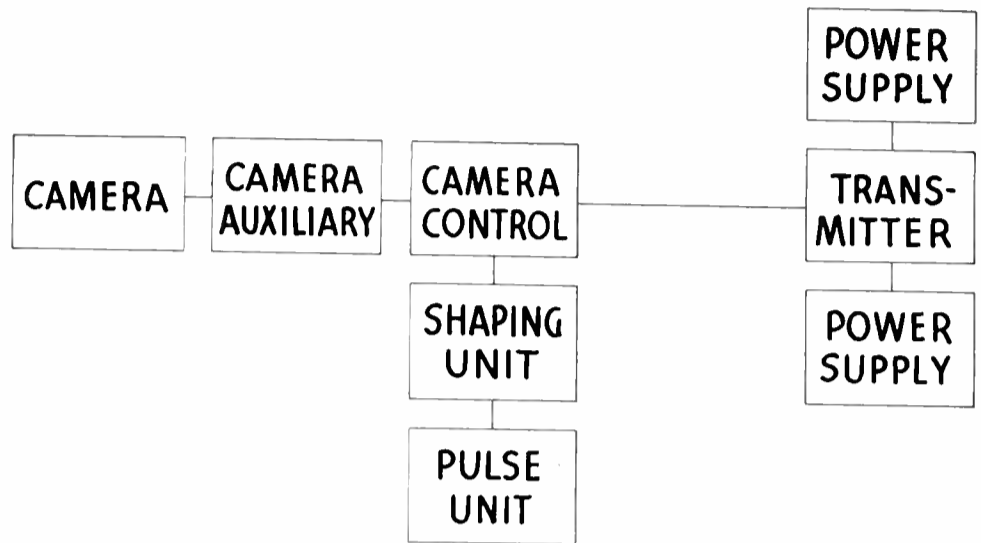 POWER
SUPPLY
CAMERA
CAMERA
AUXILIARY
CAMERA
CONTROL
TRANS-
MITTER
SHAPING
UNIT
POWER
SUPPLY
PULSE
UNIT